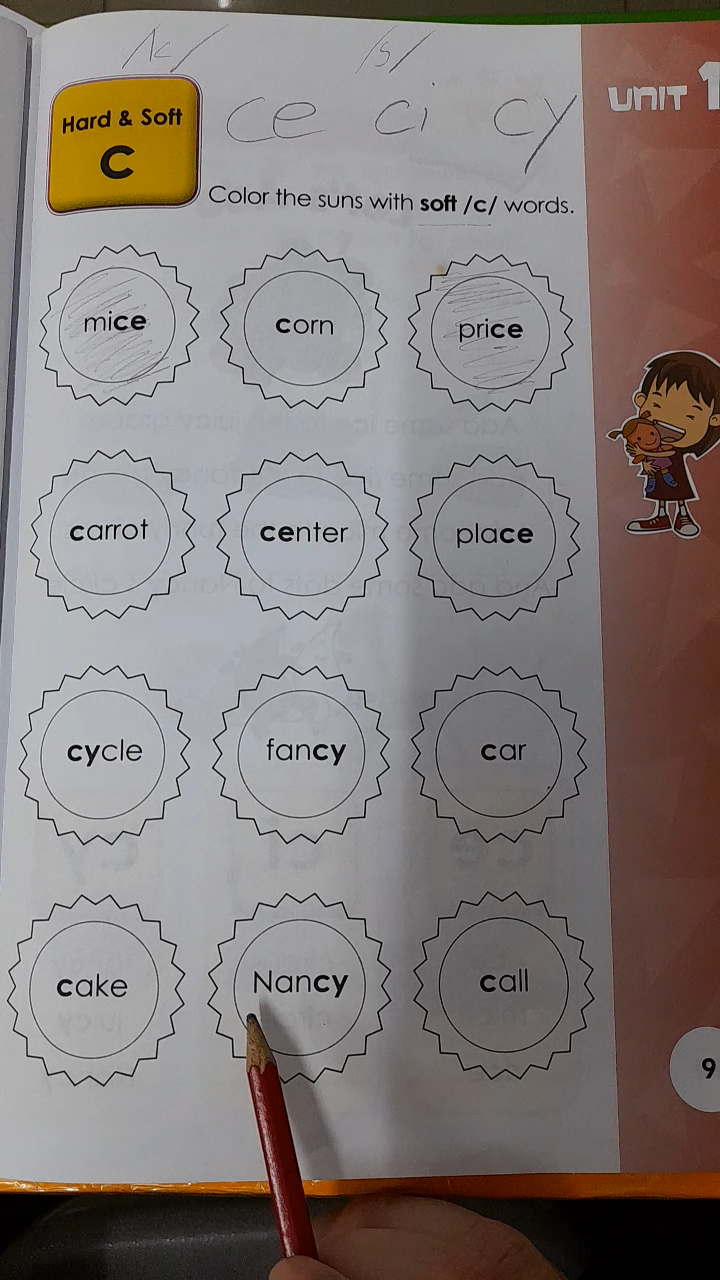 /c/ /s/
Hard & Soft
C
ce ci cy
UNIT 1
Color the suns with soft /c/ words.
mice corn price
carrot center place
cycle fancy car
cake Nancy call
9